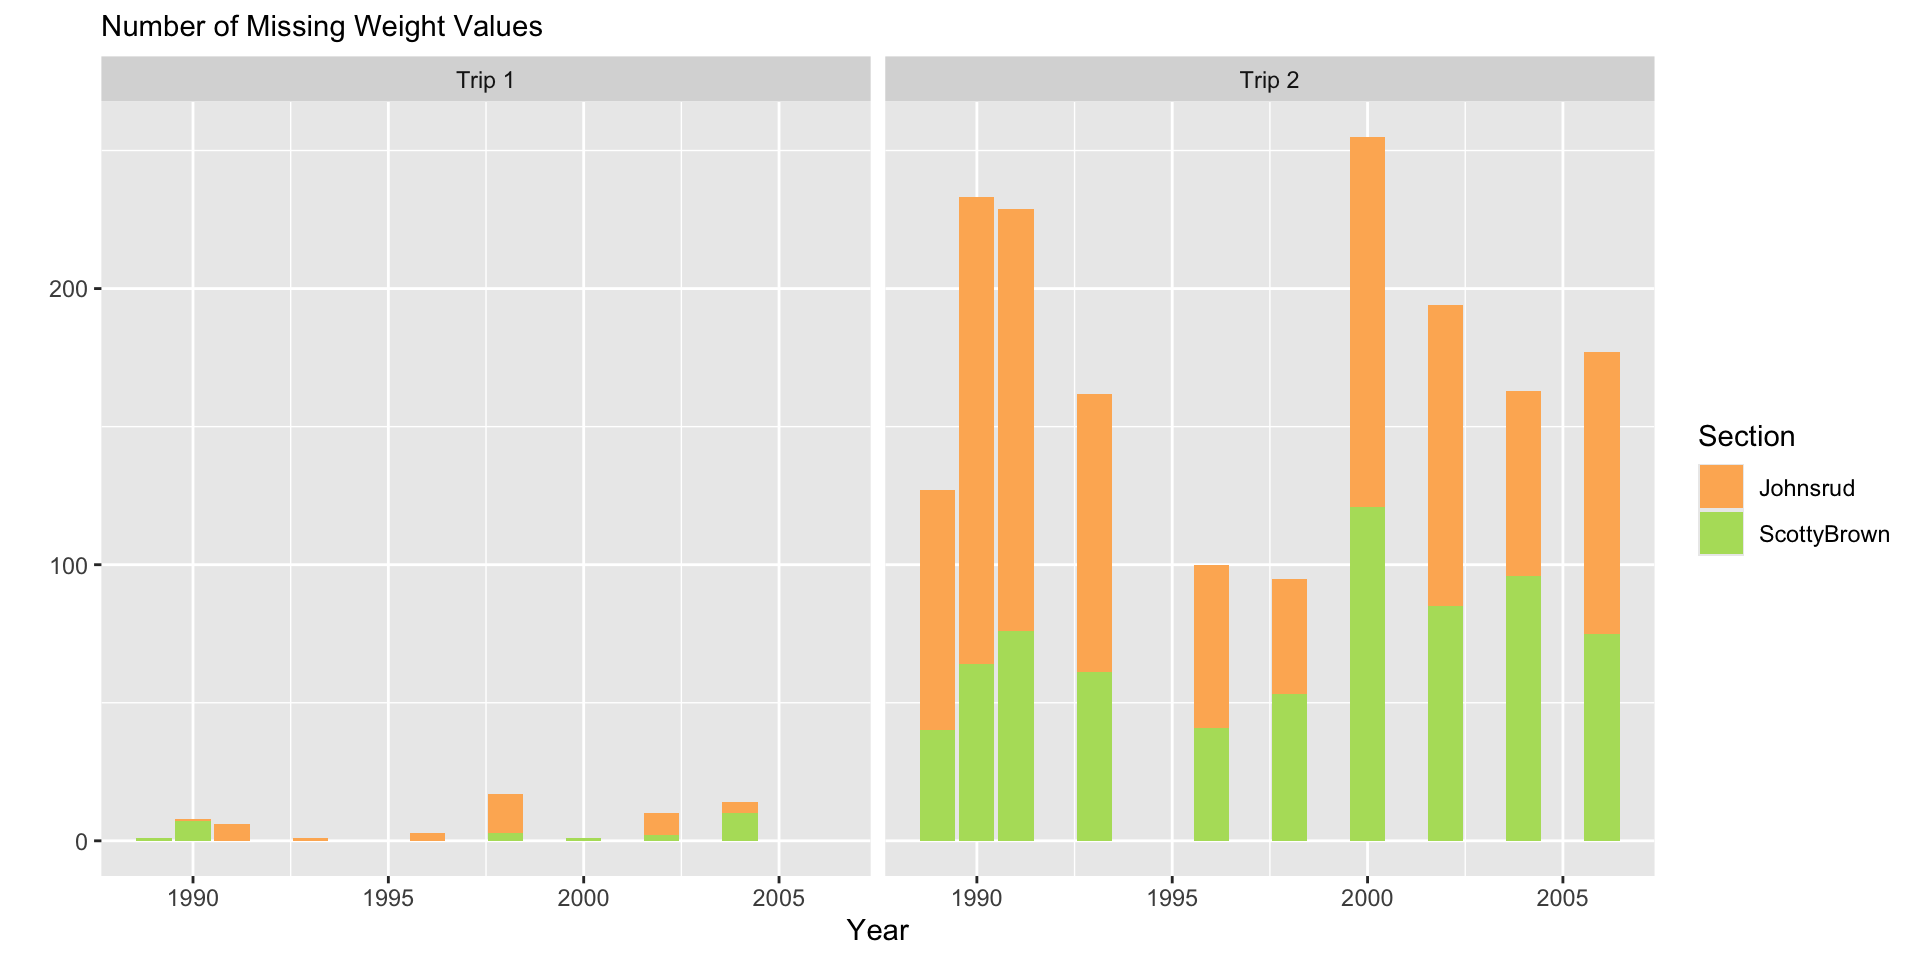 Number of Missing Weight Values
Trip 1
Trip 2
200
100
0
1990
1995
2000
2005
1990
1995
2000
2005
Year
Section
Johnsrud
ScottyBrown